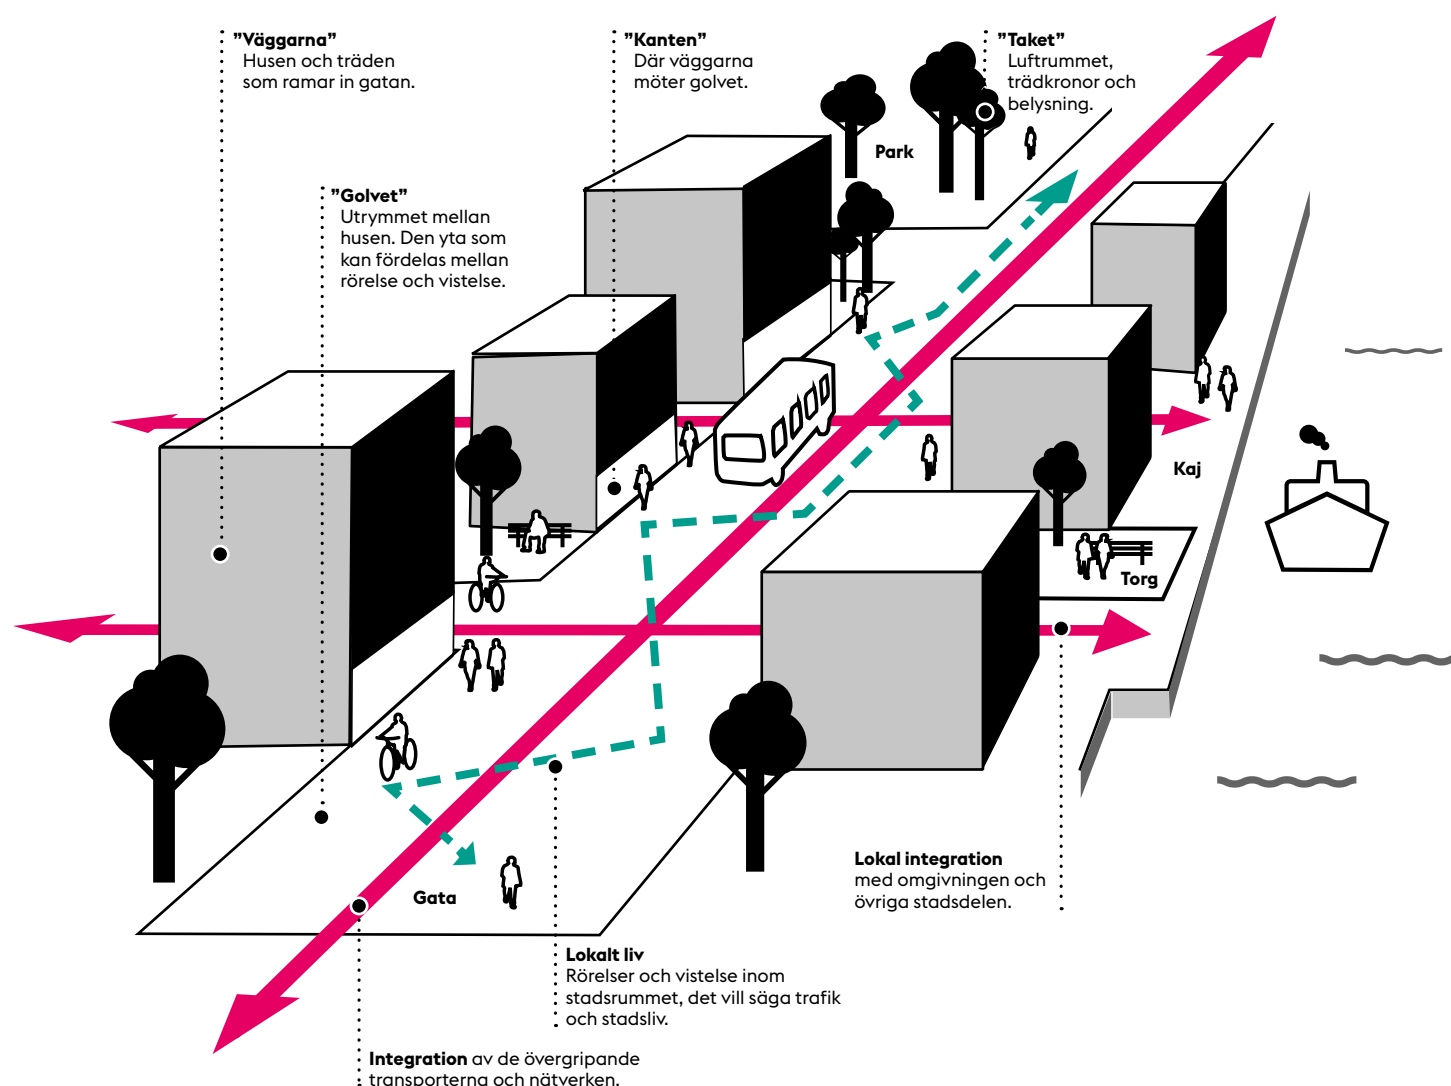 ”Väggarna”
Husen och träden
som ramar in gatan.
”Kanten”
Där väggarna
möter golvet.
”Taket”
Luftrummet,
trädkronor och
belysning.
Park
”Golvet”
Utrymmet mellan
husen. Den yta som
kan fördelas mellan
rörelse och vistelse.
Kaj
Torg
Gata
Lokal integration
med omgivningen och
övriga stadsdelen.
Lokalt liv
Rörelser och vistelse inom
stadsrummet, det vill säga trafik
och stadsliv.
Integration av de övergripande
transporterna och nätverken.